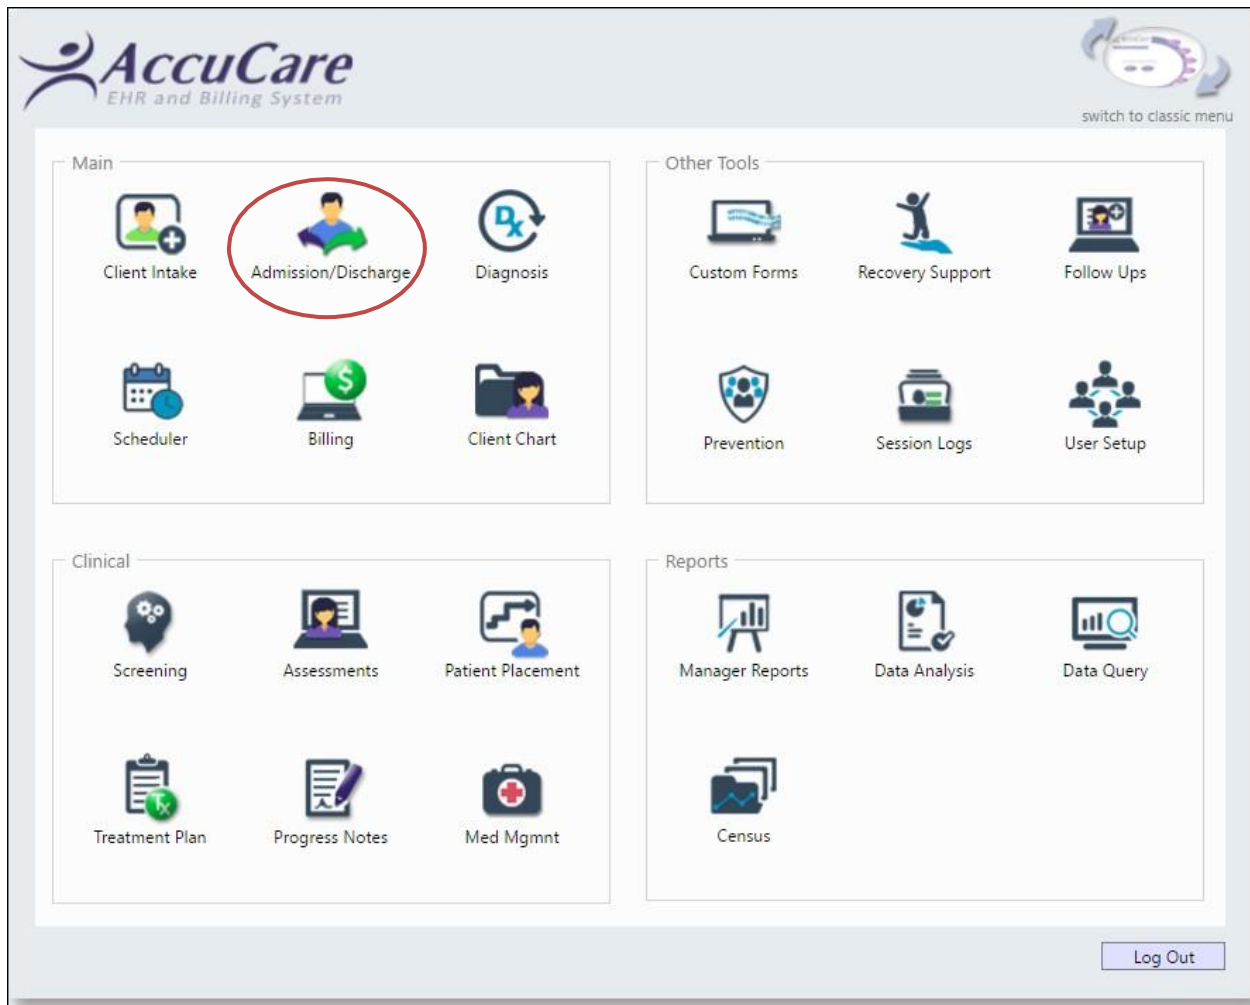 AccuCare
EHR and Billing System
switch to classic menu
Main
Client Intake
Admission/Discharge
Dx
Diagnosis
Scheduler
$
Billing
Client Chart
Other Tools
Custom Forms
Recovery Support
Follow Ups
Prevention
Session Logs
User Setup
Clinical
Screening
Assessments
Patient Placement
Tx
Treatment Plan
Progress Notes
Med Mgmnt
Reports
Manager Reports
Data Analysis
Data Query
Census
Log Out